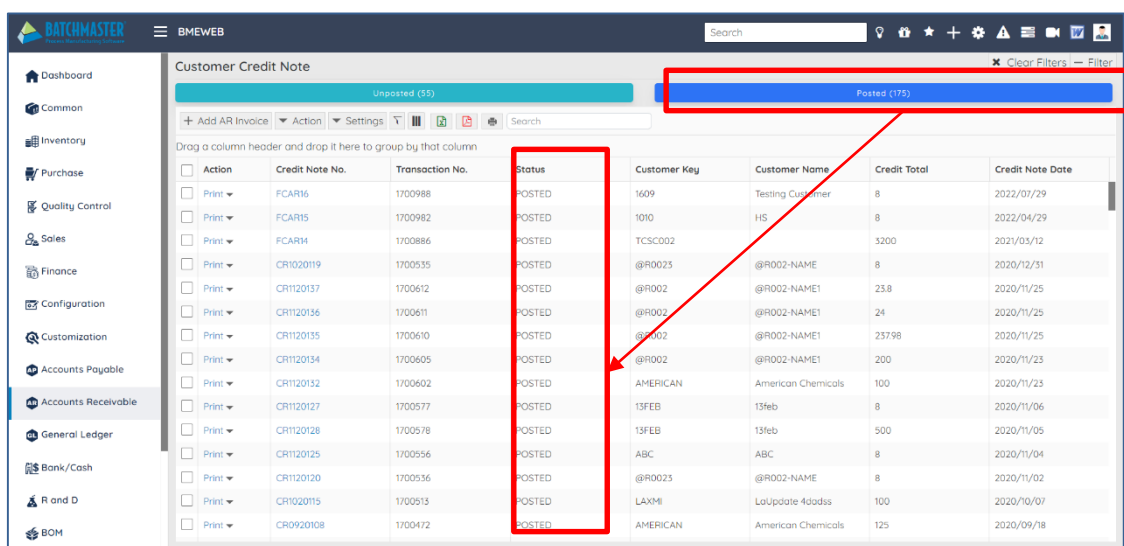 BATCHMASTER
BMEWEB
Search
Dashboard
Common
Inventory
Purchase
Quality Control
Sales
Finance
Configuration
Customization
Accounts Payable
Accounts Receivable
General Ledger
Bank/Cash
R and D
BOM
Customer Credit Note
Clear Filters
Filter
Unposted (55)
Posted (175)
Add AR Invoice Action Settings Search
Drag a column header and drop it here to group by that column
Action Credit Note No. Transaction No. Status Customer Key Customer Name Credit Total Credit Note Date
Print FCAR16 1700988 POSTED 1609 Testing Customer 8 2022/07/29
Print FCAR15 1700982 POSTED 1010 HS 8 2022/04/29
Print FCAR14 1700886 POSTED TCSC002 3200 2021/03/12
Print CR1020119 1700535 POSTED @R0023 @R002-NAME 8 2020/12/31
Print CR1120137 1700612 POSTED @R002 @R002-NAME1 23.8 2020/11/25
Print CR1120136 1700611 POSTED @R002 @R002-NAME1 24 2020/11/25
Print CR1120135 1700610 POSTED @R002 @R002-NAME1 237.98 2020/11/25
Print CR1120134 1700605 POSTED @R002 @R002-NAME1 200 2020/11/23
Print CR1120132 1700602 POSTED AMERICAN American Chemicals 100 2020/11/23
Print CR1120127 1700577 POSTED 13FEB 13feb 8 2020/11/06
Print CR1120128 1700578 POSTED 13FEB 13feb 500 2020/11/05
Print CR1120125 1700556 POSTED ABC ABC 8 2020/11/04
Print CR1120120 1700536 POSTED @R0023 @R002-NAME 8 2020/11/02
Print CR1020115 1700513 POSTED LAXMI LaUpdate 4dadss 100 2020/10/07
Print CR0920108 1700472 POSTED AMERICAN American Chemicals 125 2020/09/18